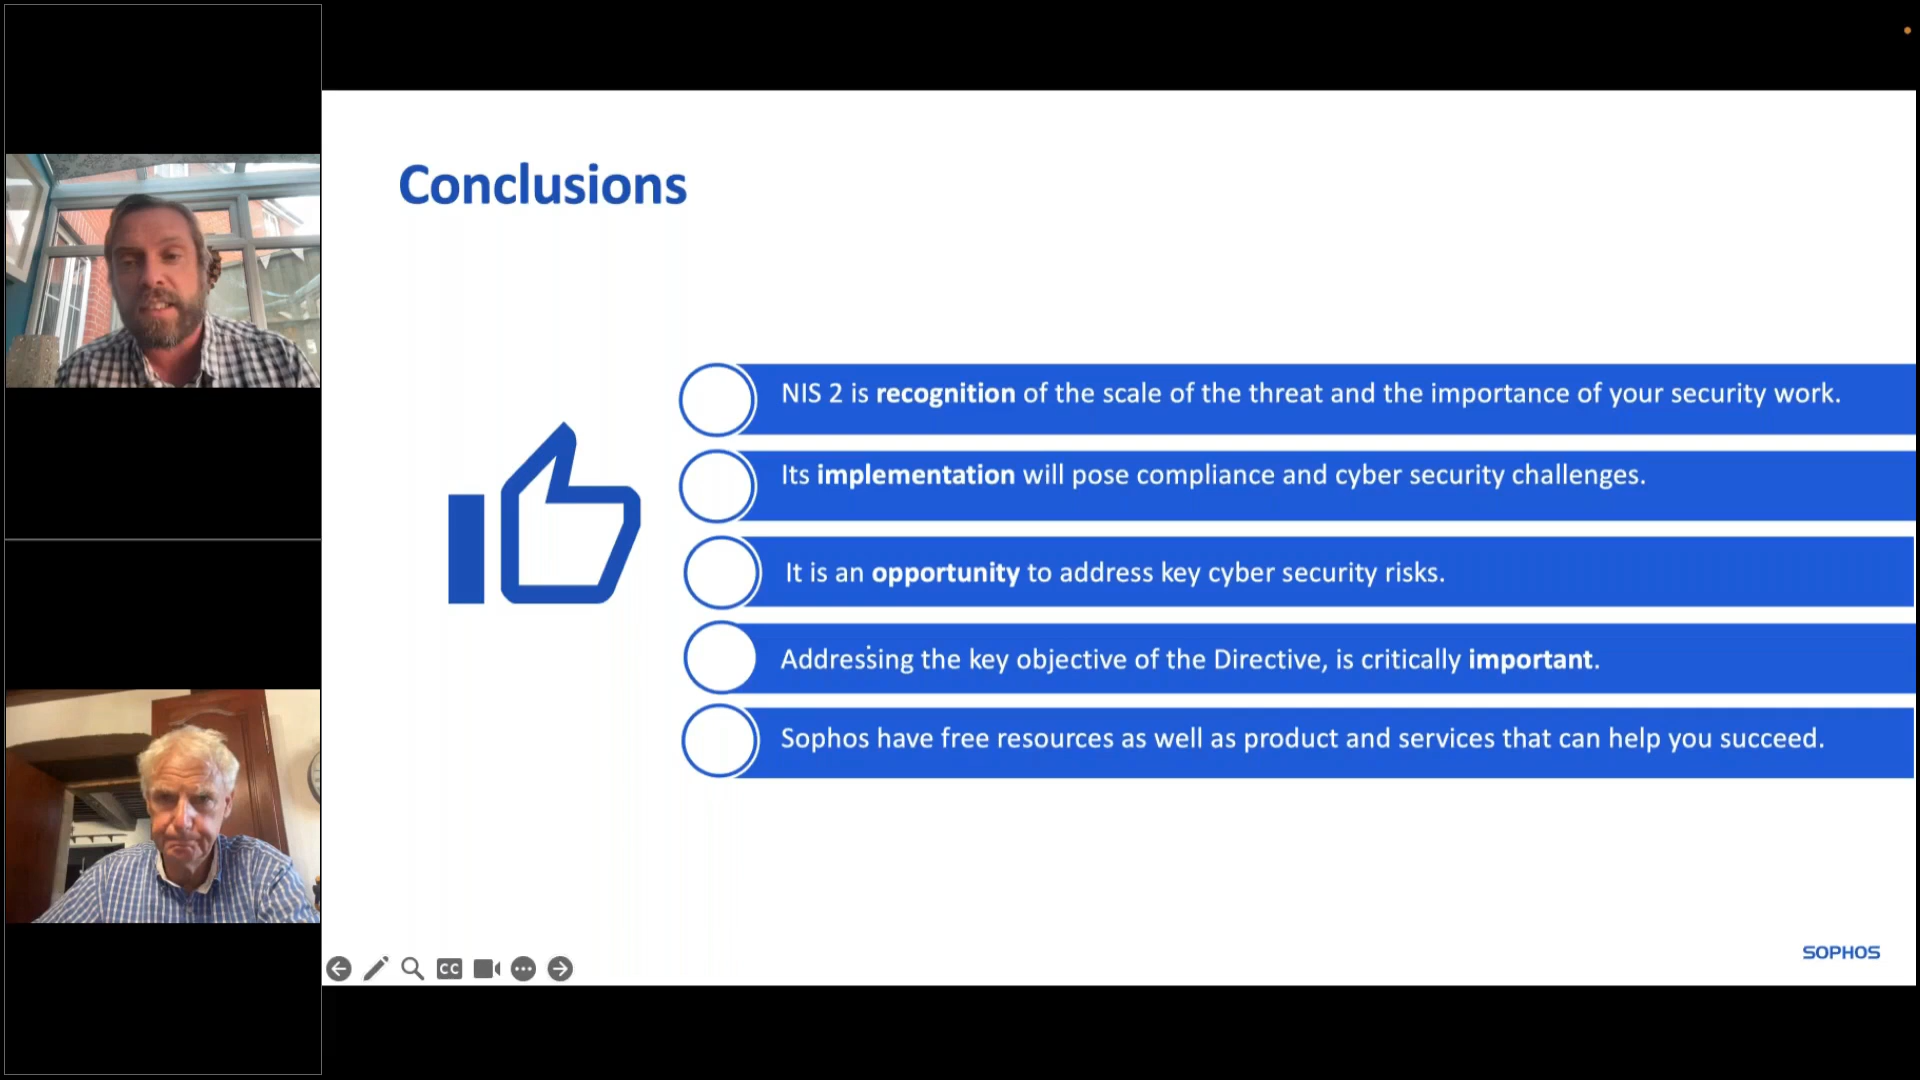 Conclusions
NIS 2 is recognition of the scale of the threat and the importance of your security work.
Its implementation will pose compliance and cyber security challenges.
It is an opportunity to address key cyber security risks.
Addressing the key objective of the Directive, is critically important.
Sophos have free resources as well as product and services that can help you succeed.
CC
SOPHOS